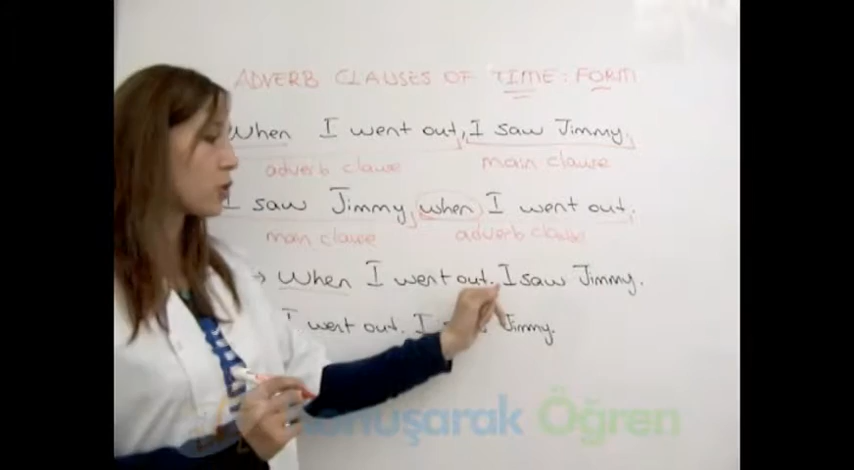 ADVERB CLAUSES OF TIME : FORM
When I went out, I saw Jimmy.
adverb clause main clause
I saw Jimmy, when I went out.
main clause adverb clause
→ When I went out. I saw Jimmy.
I went out. I Jimmy.
Konuşarak Öğren